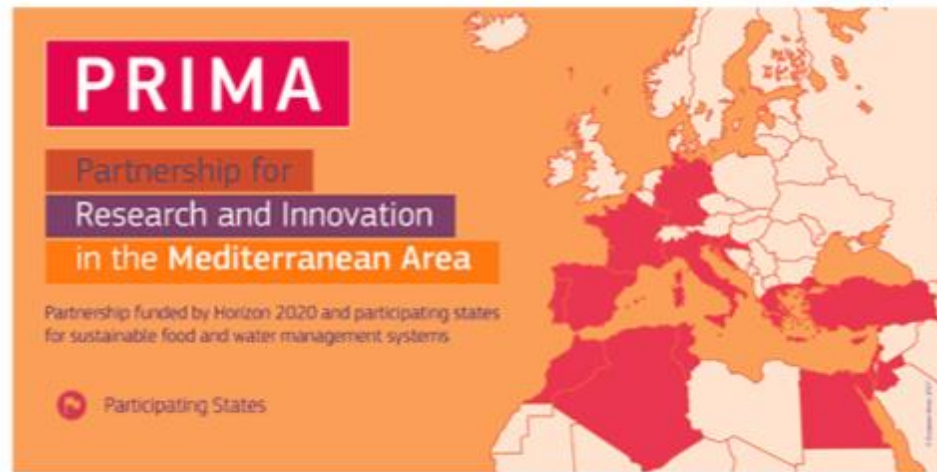 PRIMA
Partnership for
Research and Innovation
in the Mediterranean Area
Partnership funded by Horizon 2020 and participating states
for sustainable food and water management systems
Participating States